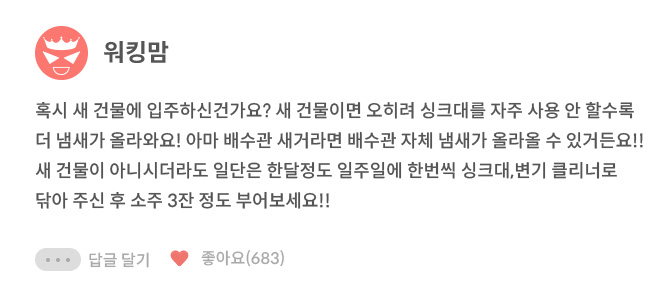 워킹맘
혹시 새 건물에 입주하신건가요? 새 건물이면 오히려 싱크대를 자주 사용 안 할수록
더 냄새가 올라와요! 아마 배수관 새거라면 배수관 자체 냄새가 올라올 수 있거든요!!
새 건물이 아니시더라도 일단은 한달정도 일주일에 한번씩 싱크대,변기 클리너로
닦아 주신 후 소주 3잔 정도 부어보세요!!
답글 달기 좋아요(683)